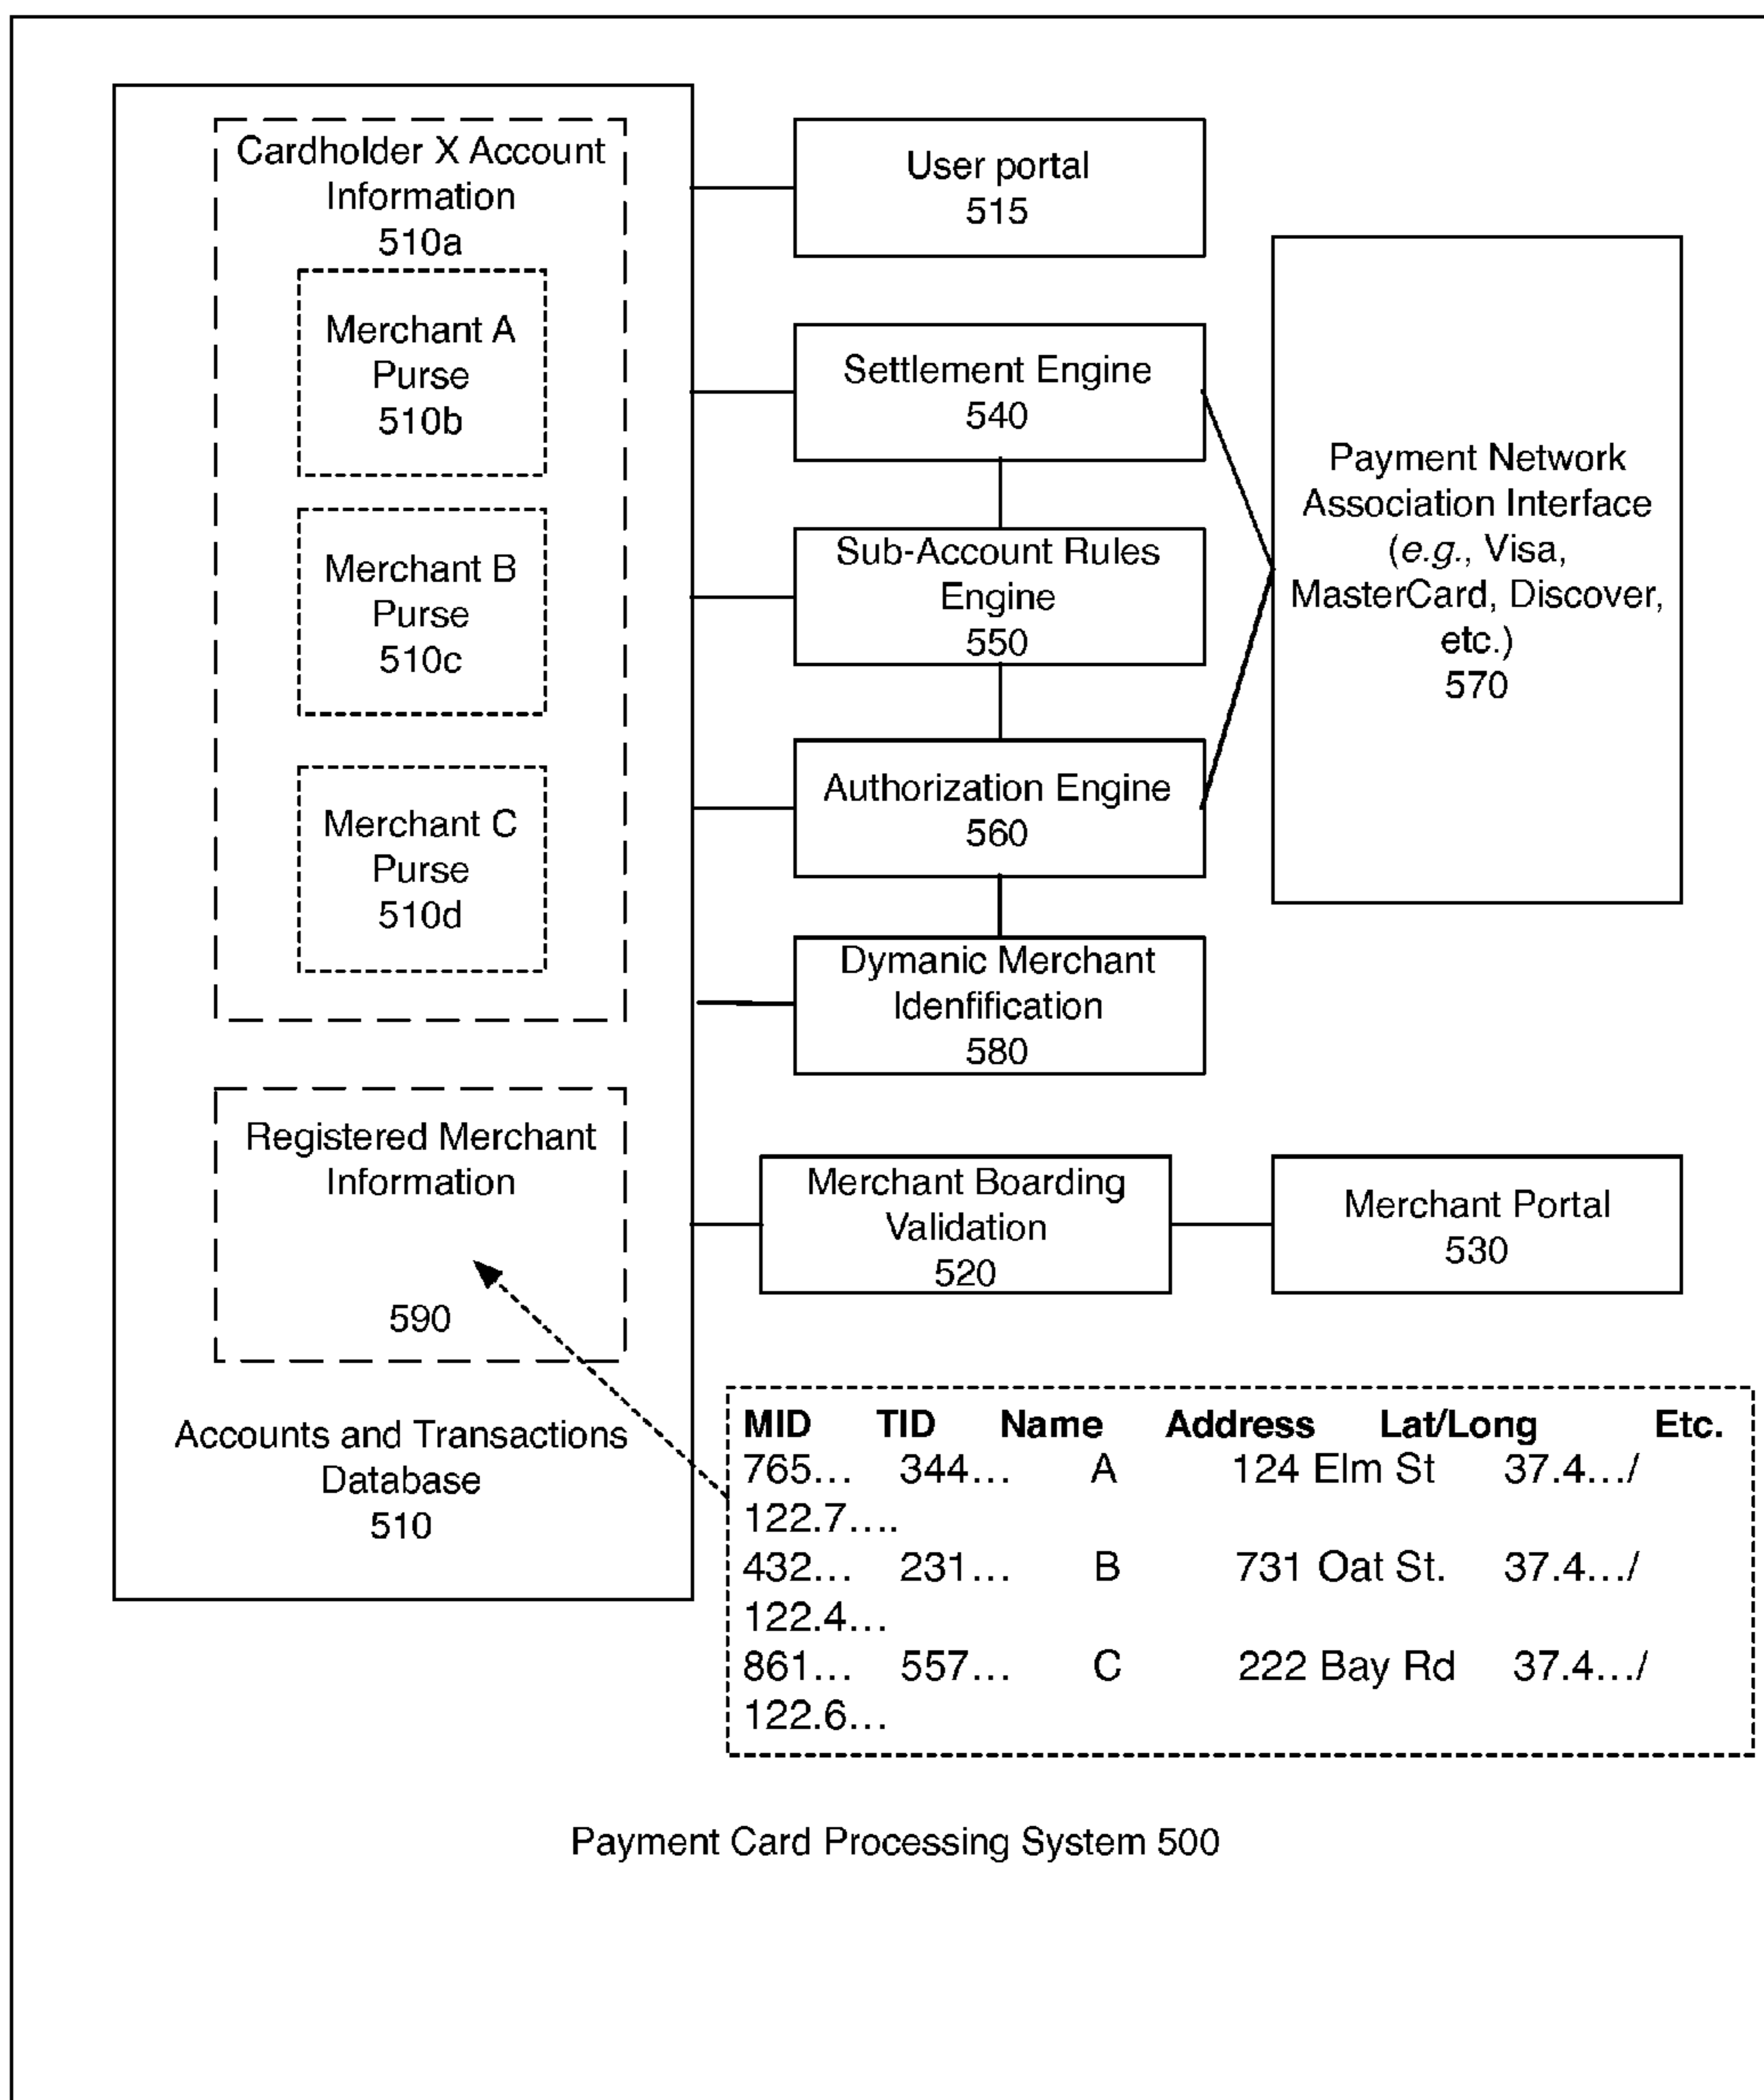 Cardholder X Account
Information
510a
Merchant A
Purse
510b
Merchant B
Purse
510c
Merchant C
Purse
510d
Registered Merchant
Information
590
Accounts and Transactions
Database
510
User portal
515
Settlement Engine
540
Sub-Account Rules
Engine
550
Authorization Engine
560
Dymanic Merchant
Idenfification
580
Payment Network
Association Interface
(e.g., Visa,
MasterCard, Discover,
etc.)
570
Merchant Boarding
Validation
520
Merchant Portal
530
MID TID Name Address Lat/Long Etc.
765... 344... A 124 Elm St 37.4.../
122.7....
432... 231... B 731 Oat St. 37.4.../
122.4...
861... 557... C 222 Bay Rd 37.4.../
122.6...
Payment Card Processing System 500